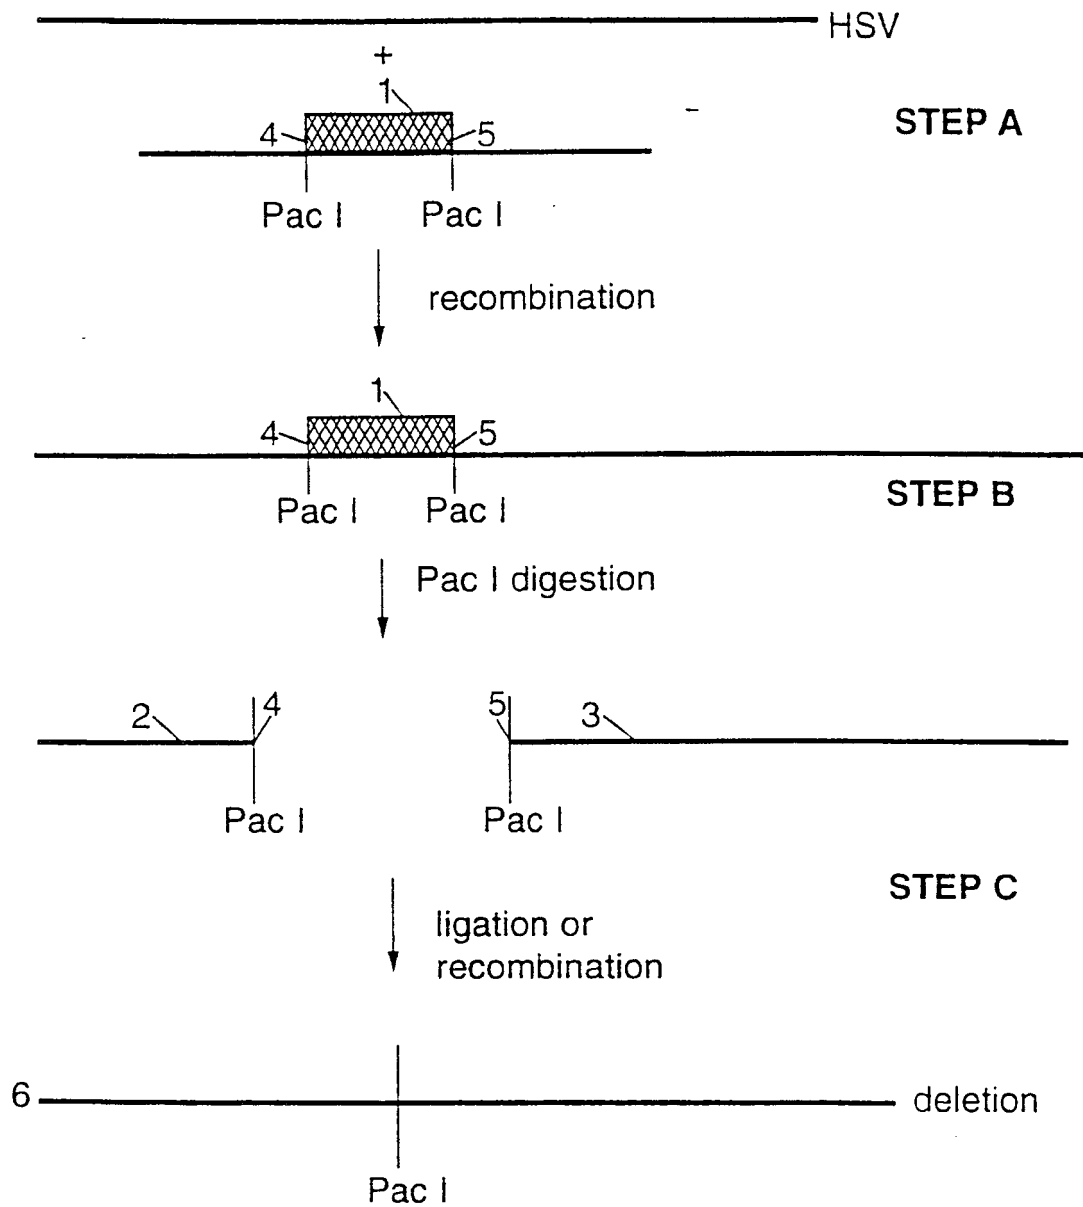 HSV
+
1
STEP A
4 5
Pac I Pac I
recombination
1
4 5
Pac I Pac I
STEP B
Pac I digestion
2 4 5 3
Pac I Pac I
STEP C
ligation or
recombination
6 deletion
Pac I